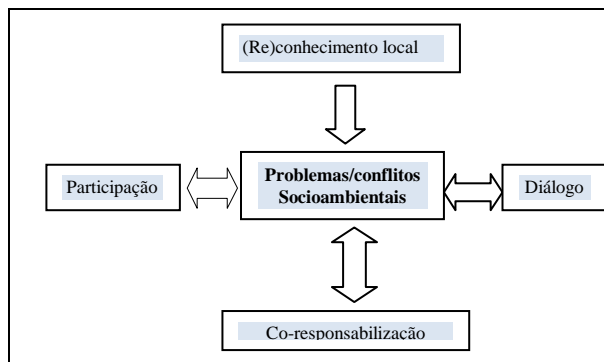 (Re)conhecimento local
Participação
Problemas/conflitos
Socioambientais
Diálogo
Co-responsabilização